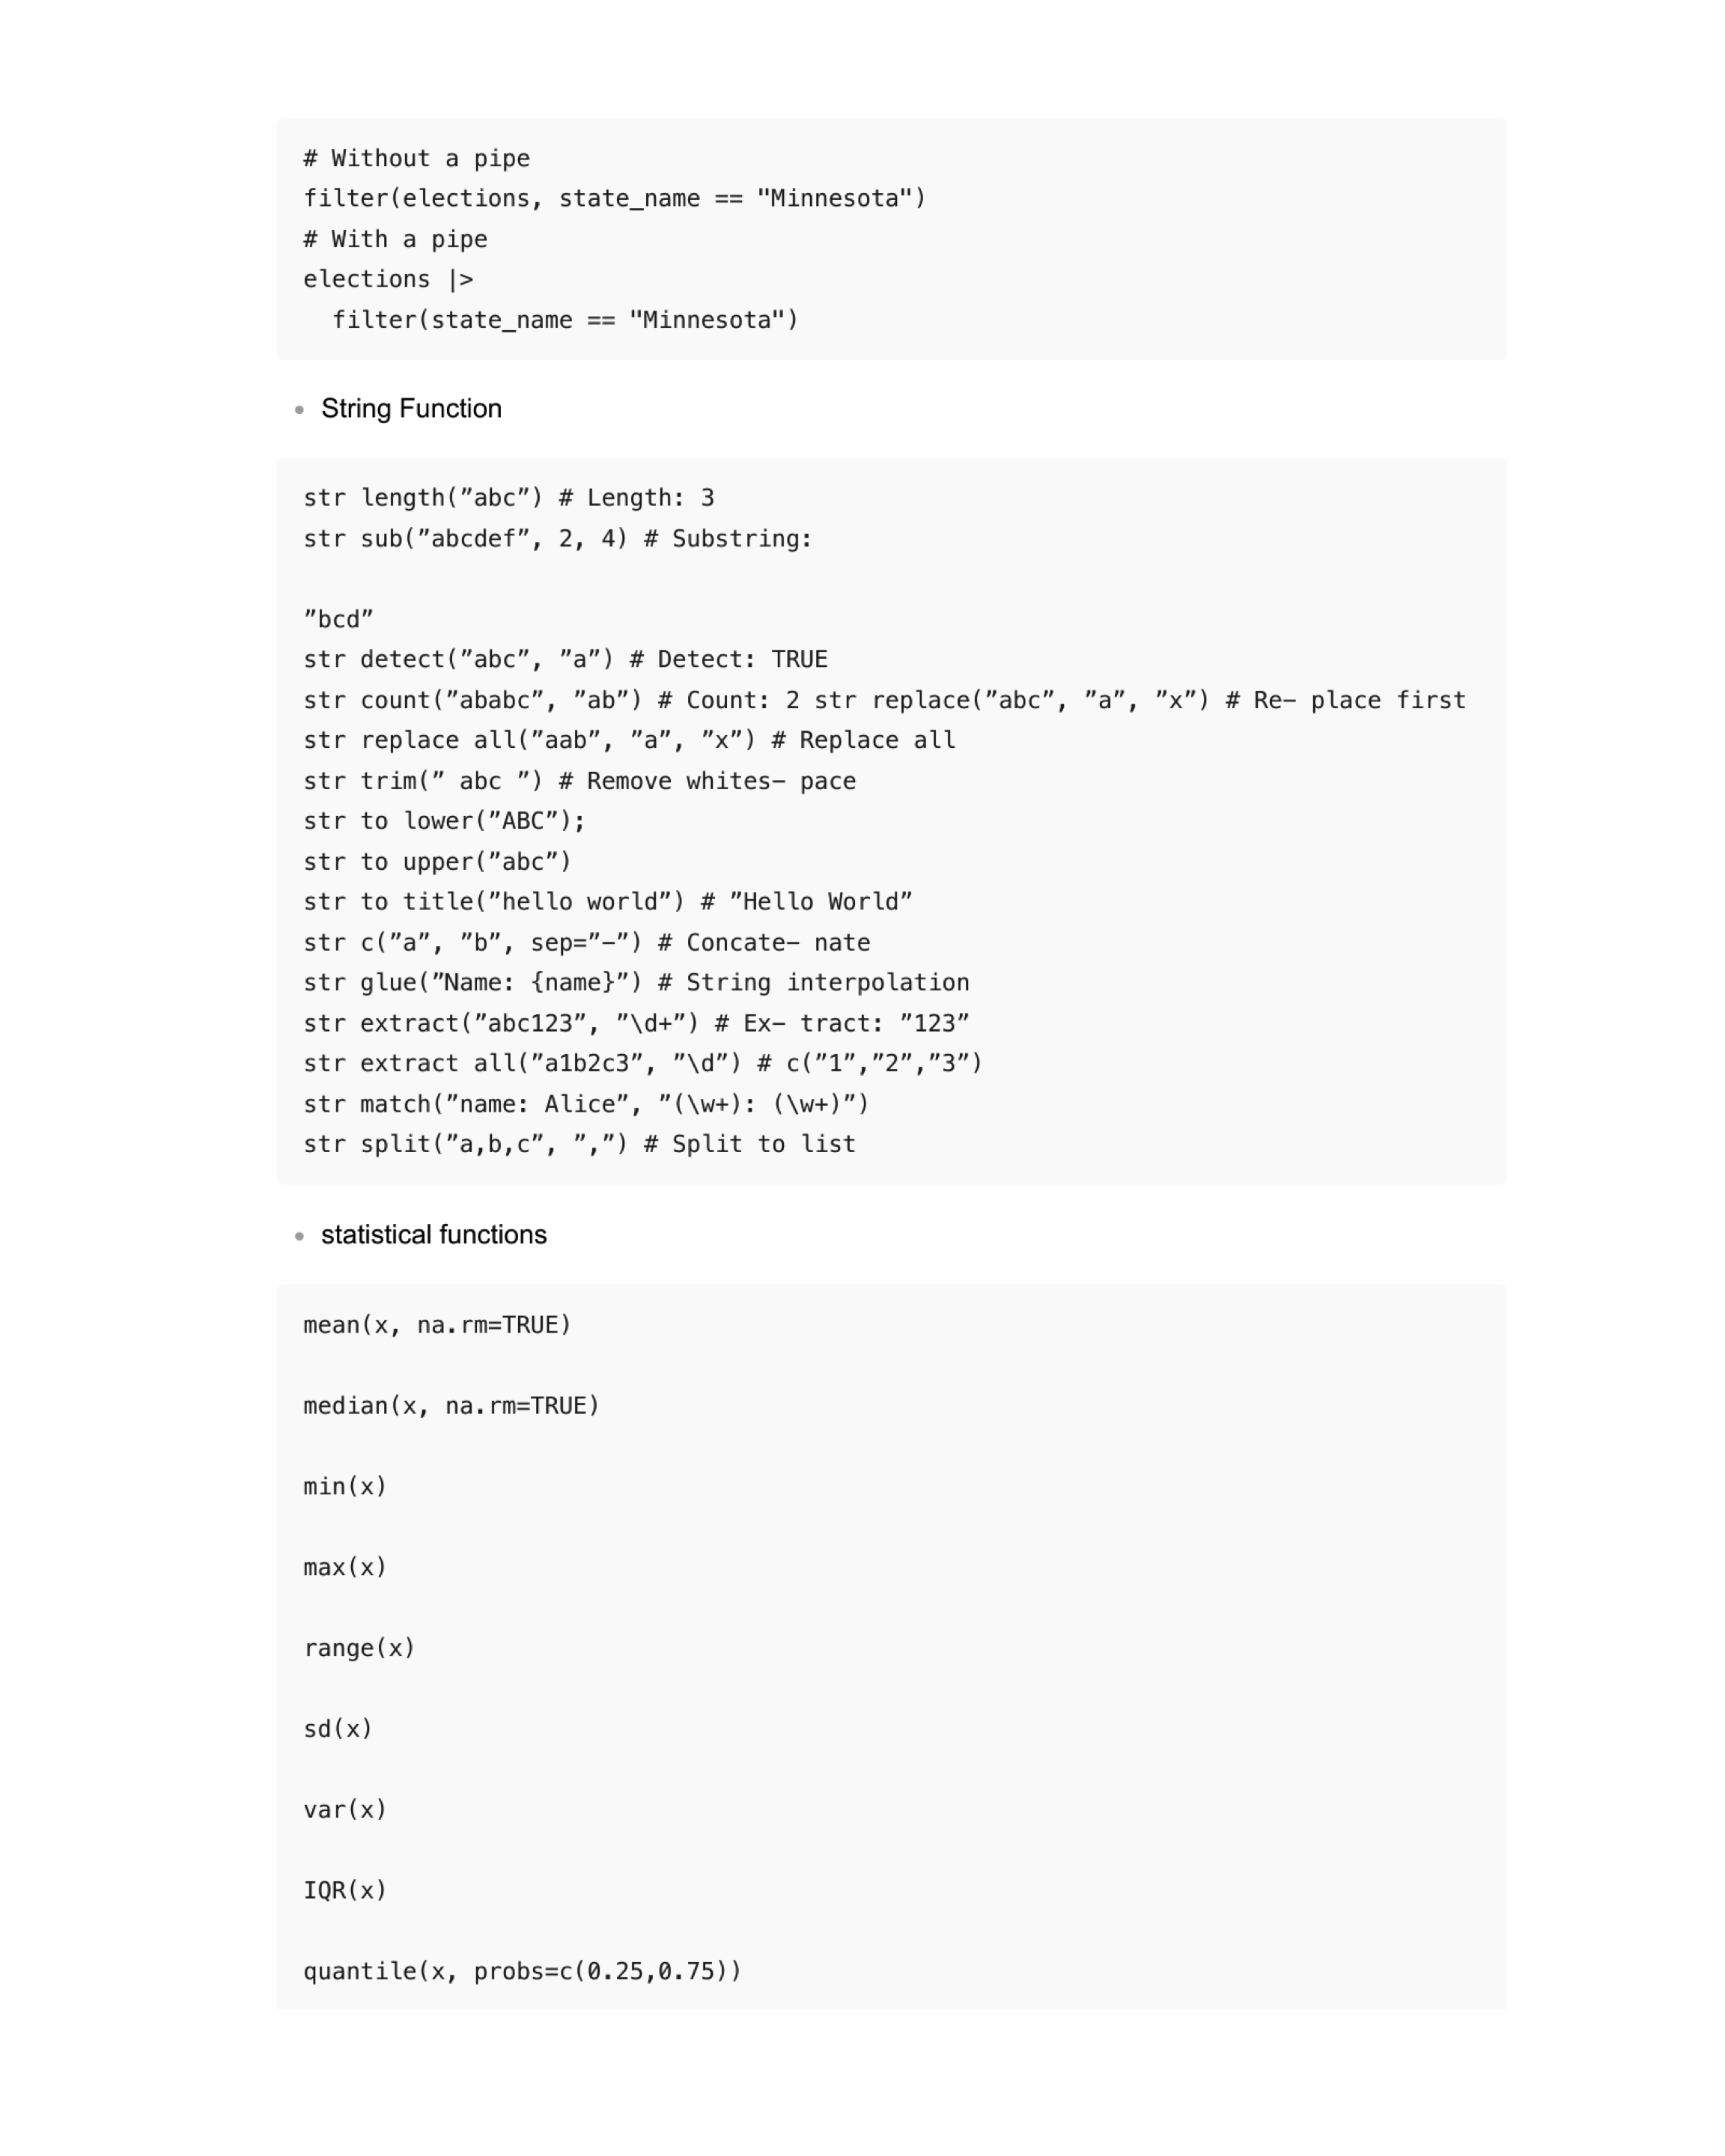 # Without a pipe
filter(elections, state_name == "Minnesota")
# With a pipe
elections |>
  filter(state_name == "Minnesota")
• String Function
str length(”abc”) # Length: 3
str sub(”abcdef”, 2, 4) # Substring:
”bcd”
str detect(”abc”, ”a”) # Detect: TRUE
str count(”ababc”, ”ab”) # Count: 2 str replace(”abc”, ”a”, ”x”) # Re− place first
str replace all(”aab”, ”a”, ”x”) # Replace all
str trim(” abc ”) # Remove whites− pace
str to lower(”ABC”);
str to upper(”abc”)
str to title(”hello world”) # ”Hello World”
str c(”a”, ”b”, sep=”−”) # Concate− nate
str glue(”Name: {name}”) # String interpolation
str extract(”abc123”, ”\d+”) # Ex− tract: ”123”
str extract all(”a1b2c3”, ”\d”) # c(”1”,”2”,”3”)
str match(”name: Alice”, ”(\w+): (\w+)”)
str split(”a,b,c”, ”,”) # Split to list
• statistical functions
mean(x, na.rm=TRUE)
median(x, na.rm=TRUE)
min(x)
max(x)
range(x)
sd(x)
var(x)
IQR(x)
quantile(x, probs=c(0.25,0.75))